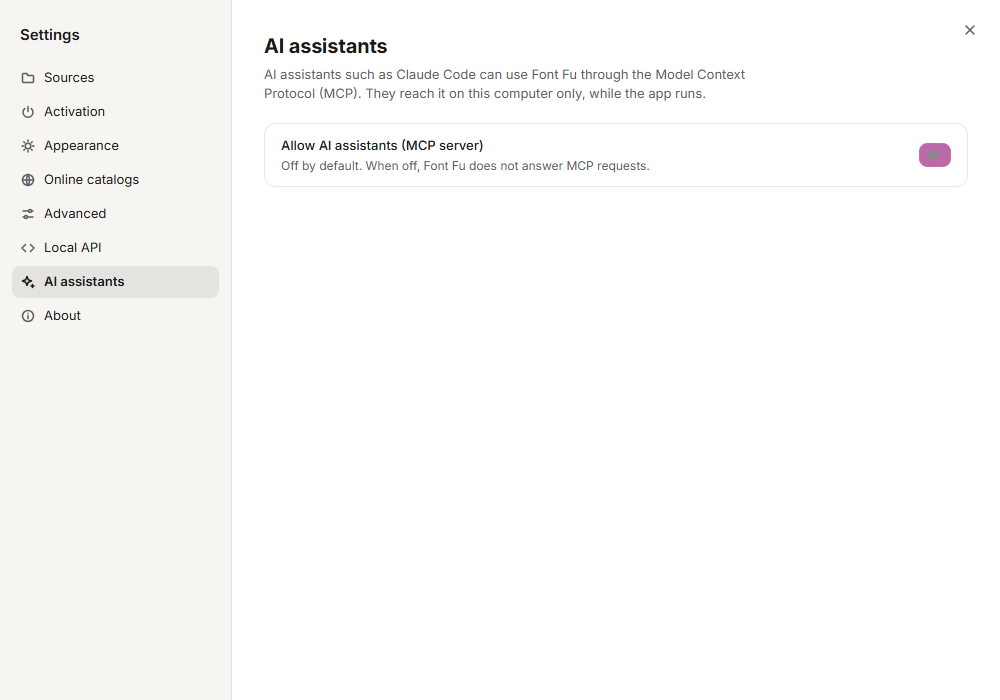 Settings
Sources
Activation
Appearance
Online catalogs
Advanced
Local API
AI assistants
About
AI assistants
AI assistants such as Claude Code can use Font Fu through the Model Context
Protocol (MCP). They reach it on this computer only, while the app runs.
Allow AI assistants (MCP server)
Off by default. When off, Font Fu does not answer MCP requests.